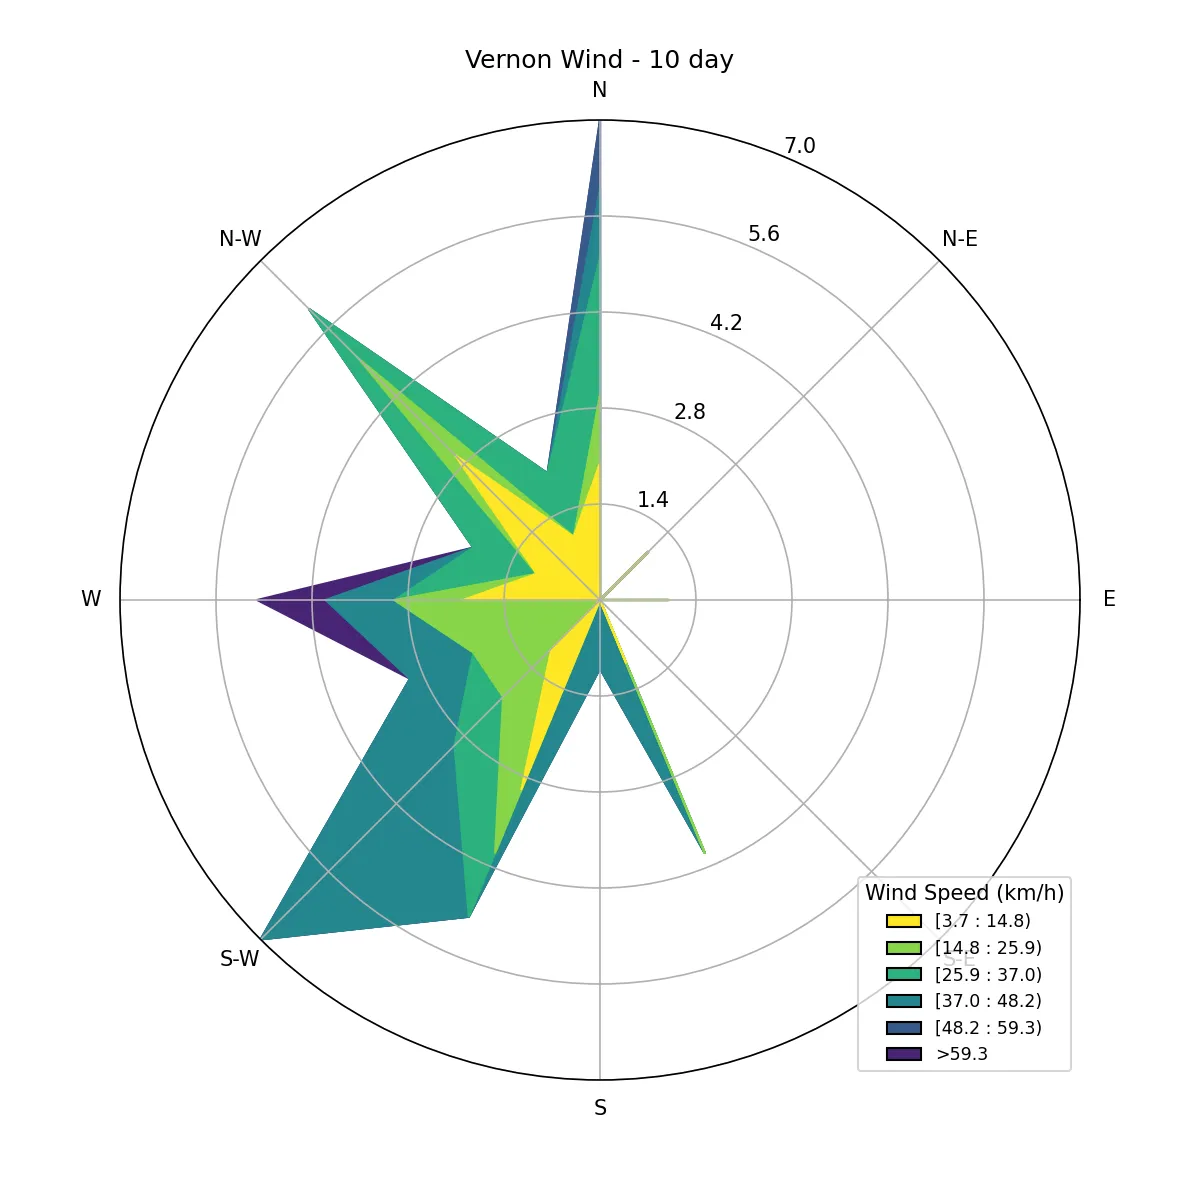 Vernon Wind - 10 day
N
7.0
N-W
N-E
5.6
4.2
2.8
1.4
W
E
S-W
S-E
S
Wind Speed (km/h)
[3.7 : 14.8)
[14.8 : 25.9)
[25.9 : 37.0)
[37.0 : 48.2)
[48.2 : 59.3)
>59.3